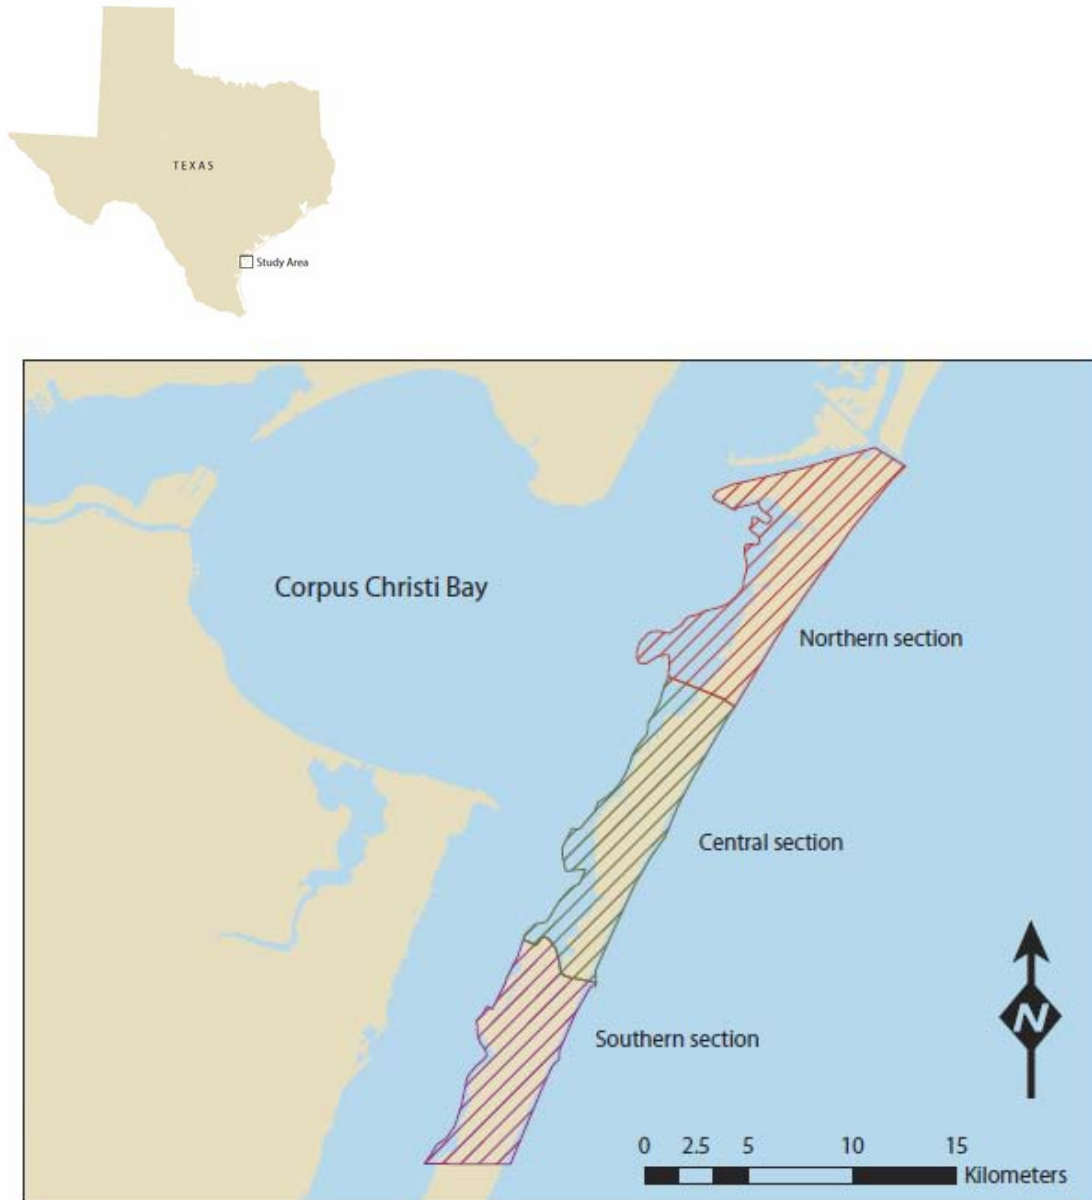 TEXAS
Study Area
Corpus Christi Bay
Northern section
Central section
Southern section
N
0 2.5 5 10 15
Kilometers